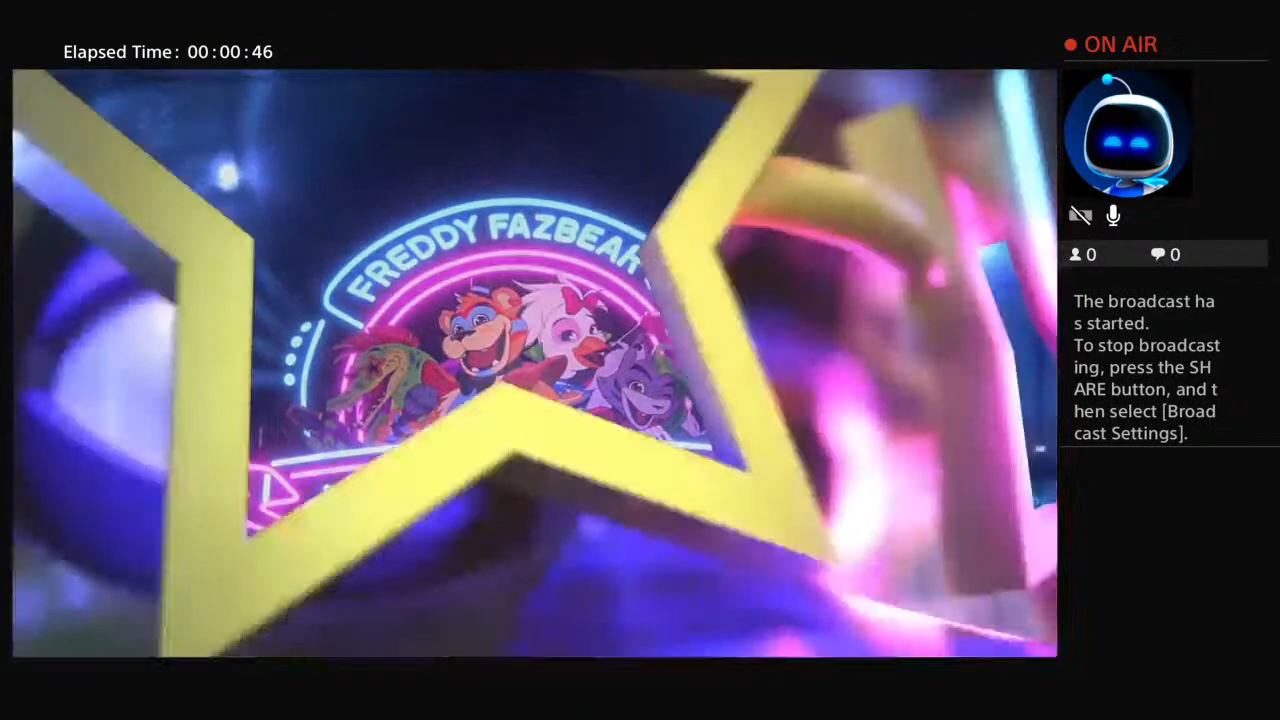 Elapsed Time: 00:00:46
ON AIR
FREDDY FAZBEAR
0
0
The broadcast ha
s started.
To stop broadcast
ing, press the SH
ARE button, and t
hen select [Broad
cast Settings].